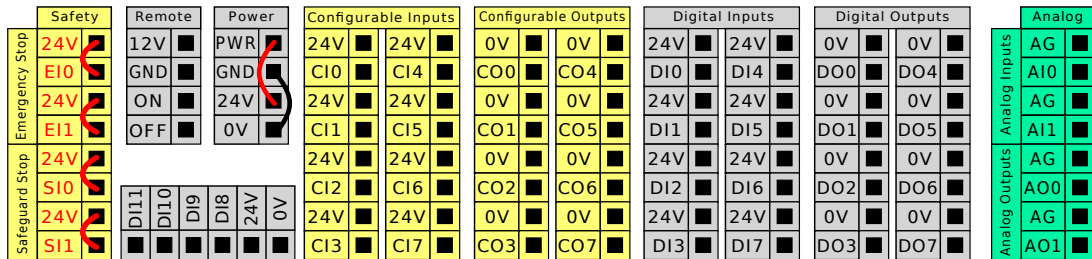 Safety
Emergency Stop
24V
EI0
24V
EI1
Safeguard Stop
24V
SI0
24V
SI1
Remote
12V
GND
ON
OFF
Power
PWR
GND
24V
0V
DI11 DI10 DI9 DI8 24V 0V
Configurable Inputs
24V 24V
CI0 CI4
24V 24V
CI1 CI5
24V 24V
CI2 CI6
24V 24V
CI3 CI7
Configurable Outputs
0V 0V
CO0 CO4
0V 0V
CO1 CO5
0V 0V
CO2 CO6
0V 0V
CO3 CO7
Digital Inputs
24V 24V
DI0 DI4
24V 24V
DI1 DI5
24V 24V
DI2 DI6
24V 24V
DI3 DI7
Digital Outputs
0V 0V
DO0 DO4
0V 0V
DO1 DO5
0V 0V
DO2 DO6
0V 0V
DO3 DO7
Analog
Analog Inputs
AG
AI0
AG
AI1
Analog Outputs
AG
AO0
AG
AO1